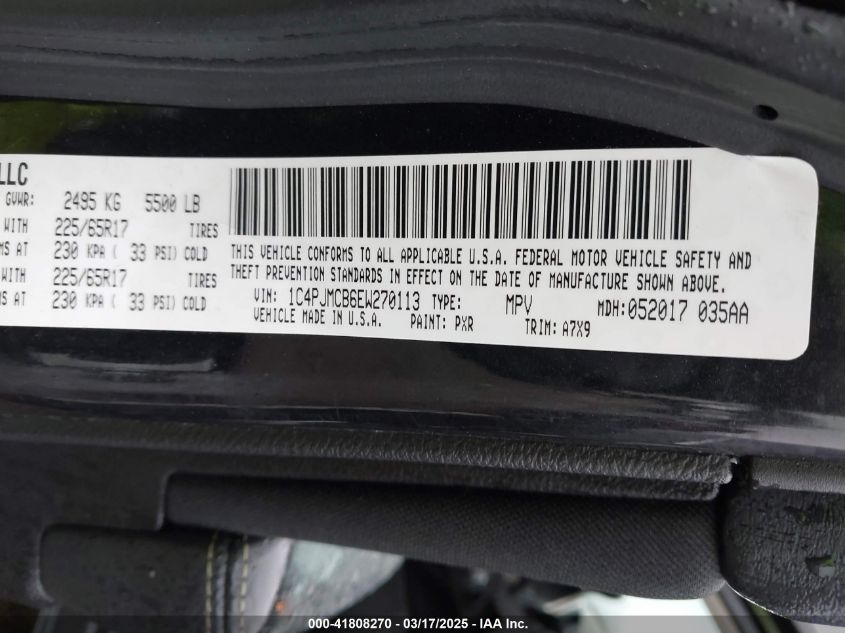 LLC
GVWR: 2495 KG 5500 LB
WITH 225/65R17 TIRES
MS AT 230 KPA ( 33 PSI) COLD
WITH 225/65R17 TIRES
MS AT 230 KPA ( 33 PSI) COLD
THIS VEHICLE CONFORMS TO ALL APPLICABLE U.S.A. FEDERAL MOTOR VEHICLE SAFETY AND
THEFT PREVENTION STANDARDS IN EFFECT ON THE DATE OF MANUFACTURE SHOWN ABOVE.
VIN: 1C4PJMCB6EW270113 TYPE: MPV MDH: 052017 035AA
VEHICLE MADE IN U.S.A. PAINT: PXR TRIM: A7X9
000-41808270 - 03/17/2025 - IAA Inc.